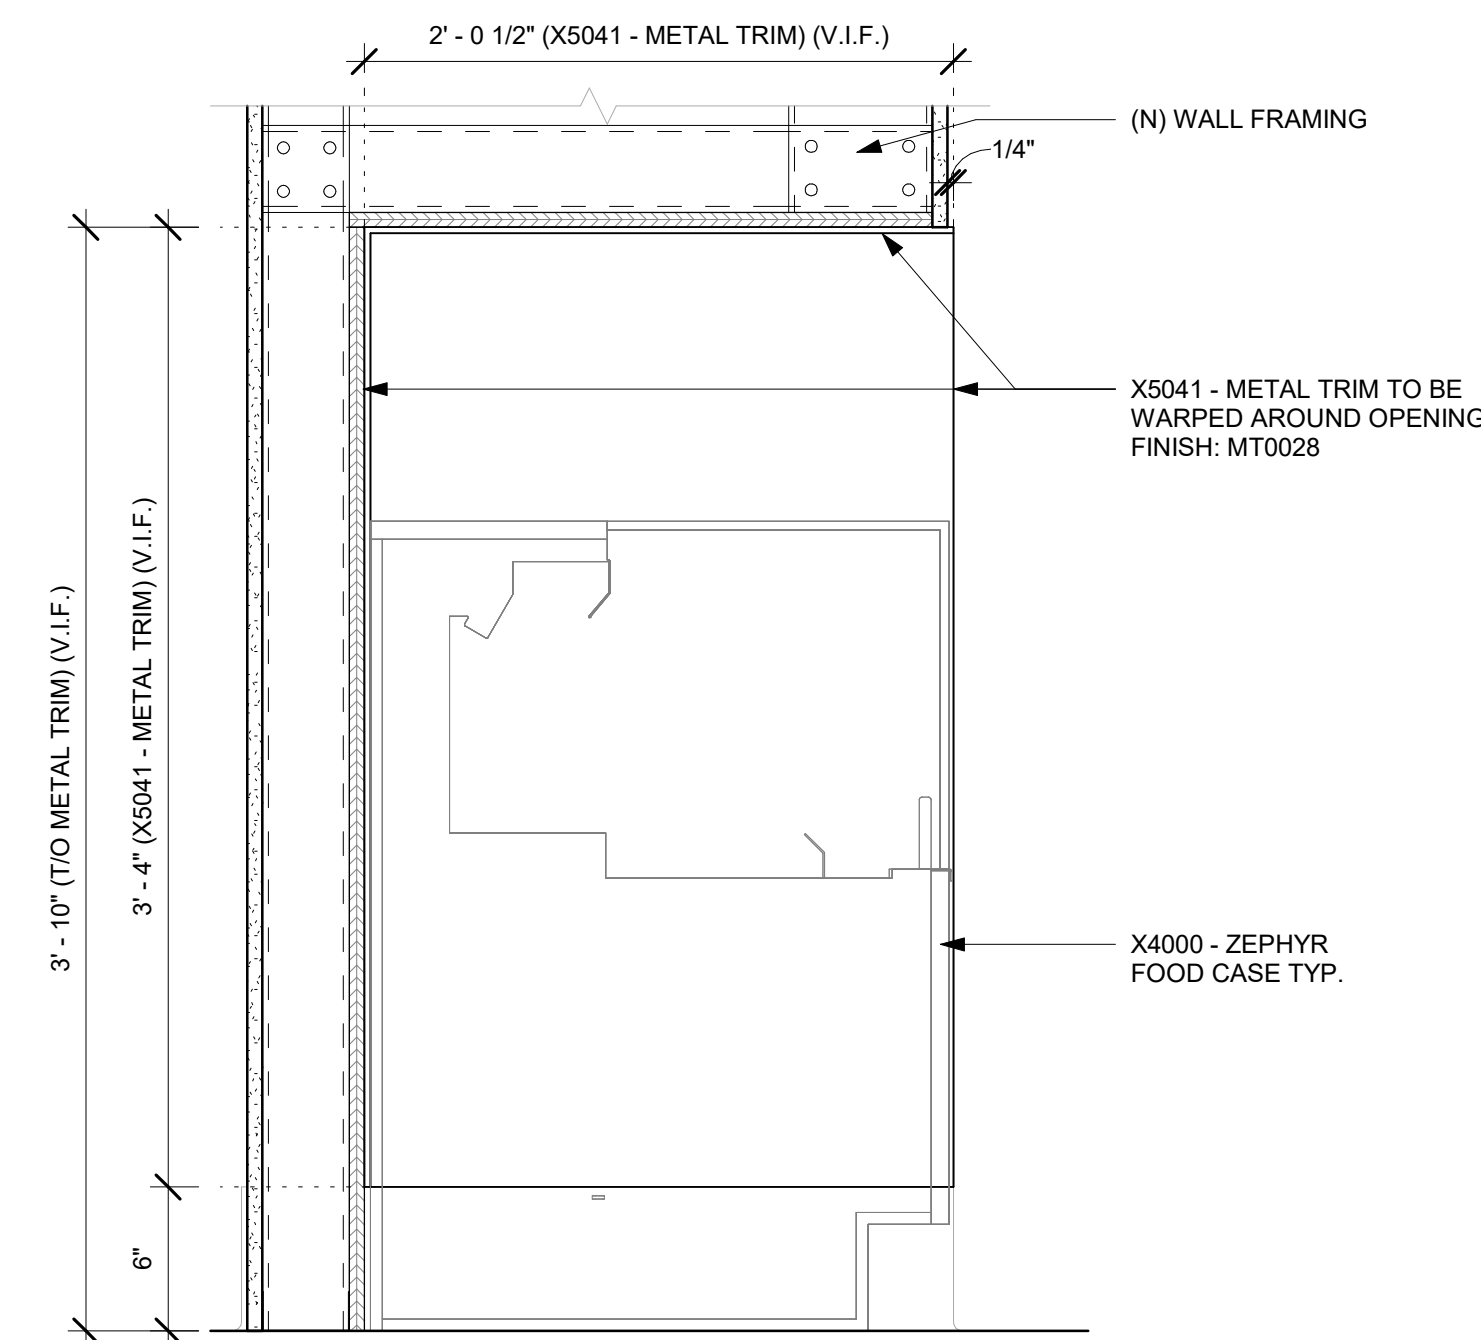 2' - 0 1/2" (X5041 - METAL TRIM) (V.I.F.)
(N) WALL FRAMING
1/4"
X5041 - METAL TRIM TO BE
WARPED AROUND OPENING
FINISH: MT0028
3' - 10" (T/O METAL TRIM) (V.I.F.)
3' - 4" (X5041 - METAL TRIM) (V.I.F.)
X4000 - ZEPHYR
FOOD CASE TYP.
6"